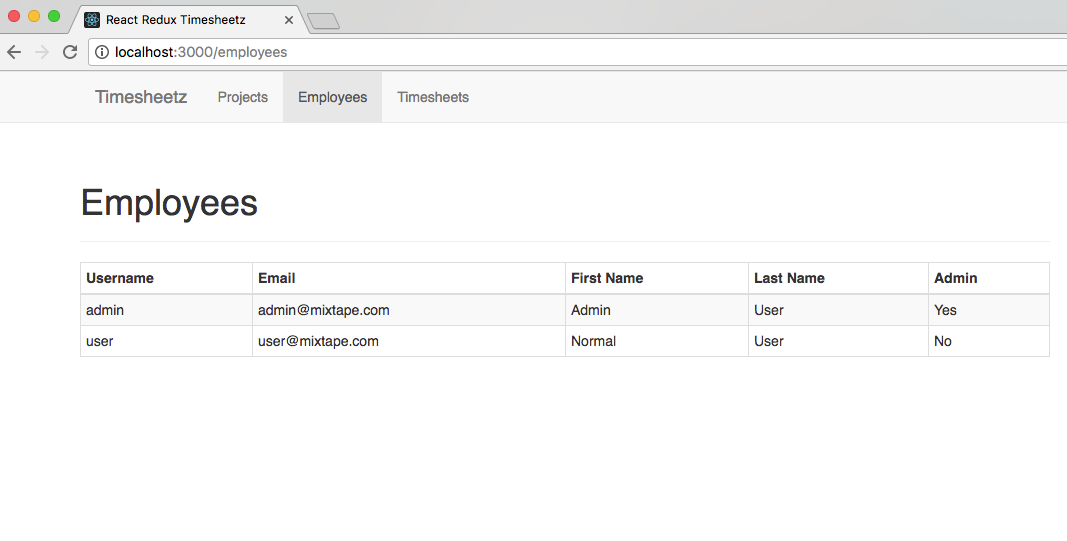 React Redux Timesheetz
localhost:3000/employees
Timesheetz Projects Employees Timesheets
Employees
Username Email First Name Last Name Admin
admin admin@mixtape.com Admin User Yes
user user@mixtape.com Normal User No